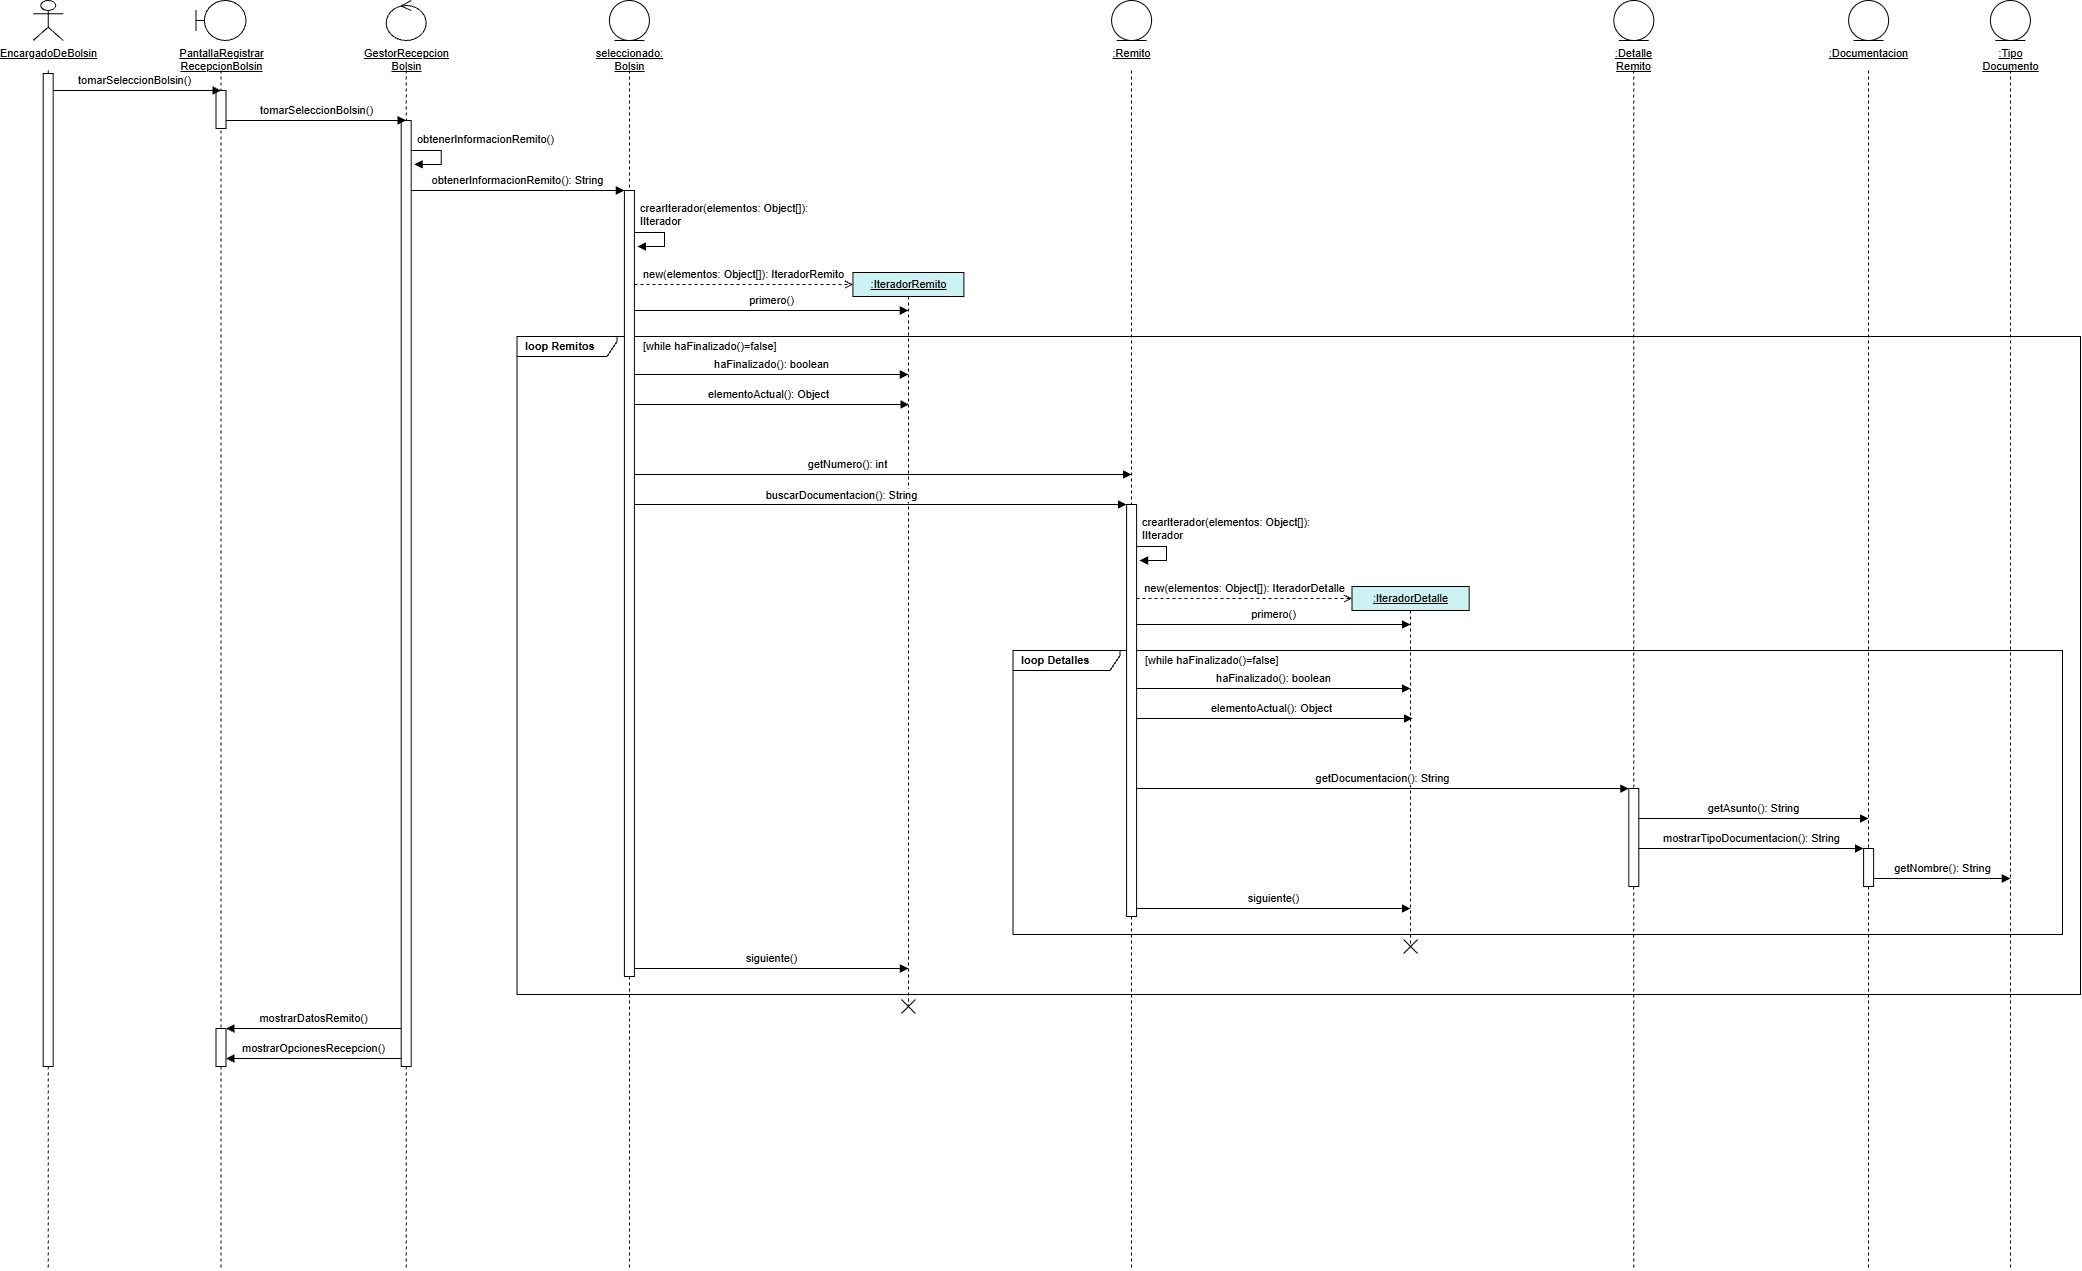 EncargadoDeBolsin
PantallaRegistrar
RecepcionBolsin
GestorRecepcion
Bolsin
seleccionado:
Bolsin
:Remito
:Detalle
Remito
:Documentacion
:Tipo
Documento
tomarSeleccionBolsin()
tomarSeleccionBolsin()
obtenerInformacionRemito()
obtenerInformacionRemito(): String
crearIterador(elementos: Object[]):
IIterador
new(elementos: Object[]): IteradorRemito
:IteradorRemito
primero()
loop Remitos
[while haFinalizado()=false]
haFinalizado(): boolean
elementoActual(): Object
getNumero(): int
buscarDocumentacion(): String
crearIterador(elementos: Object[]):
IIterador
new(elementos: Object[]): IteradorDetalle
:IteradorDetalle
primero()
loop Detalles
[while haFinalizado()=false]
haFinalizado(): boolean
elementoActual(): Object
getDocumentacion(): String
getAsunto(): String
mostrarTipoDocumentacion(): String
getNombre(): String
siguiente()
siguiente()
mostrarDatosRemito()
mostrarOpcionesRecepcion()